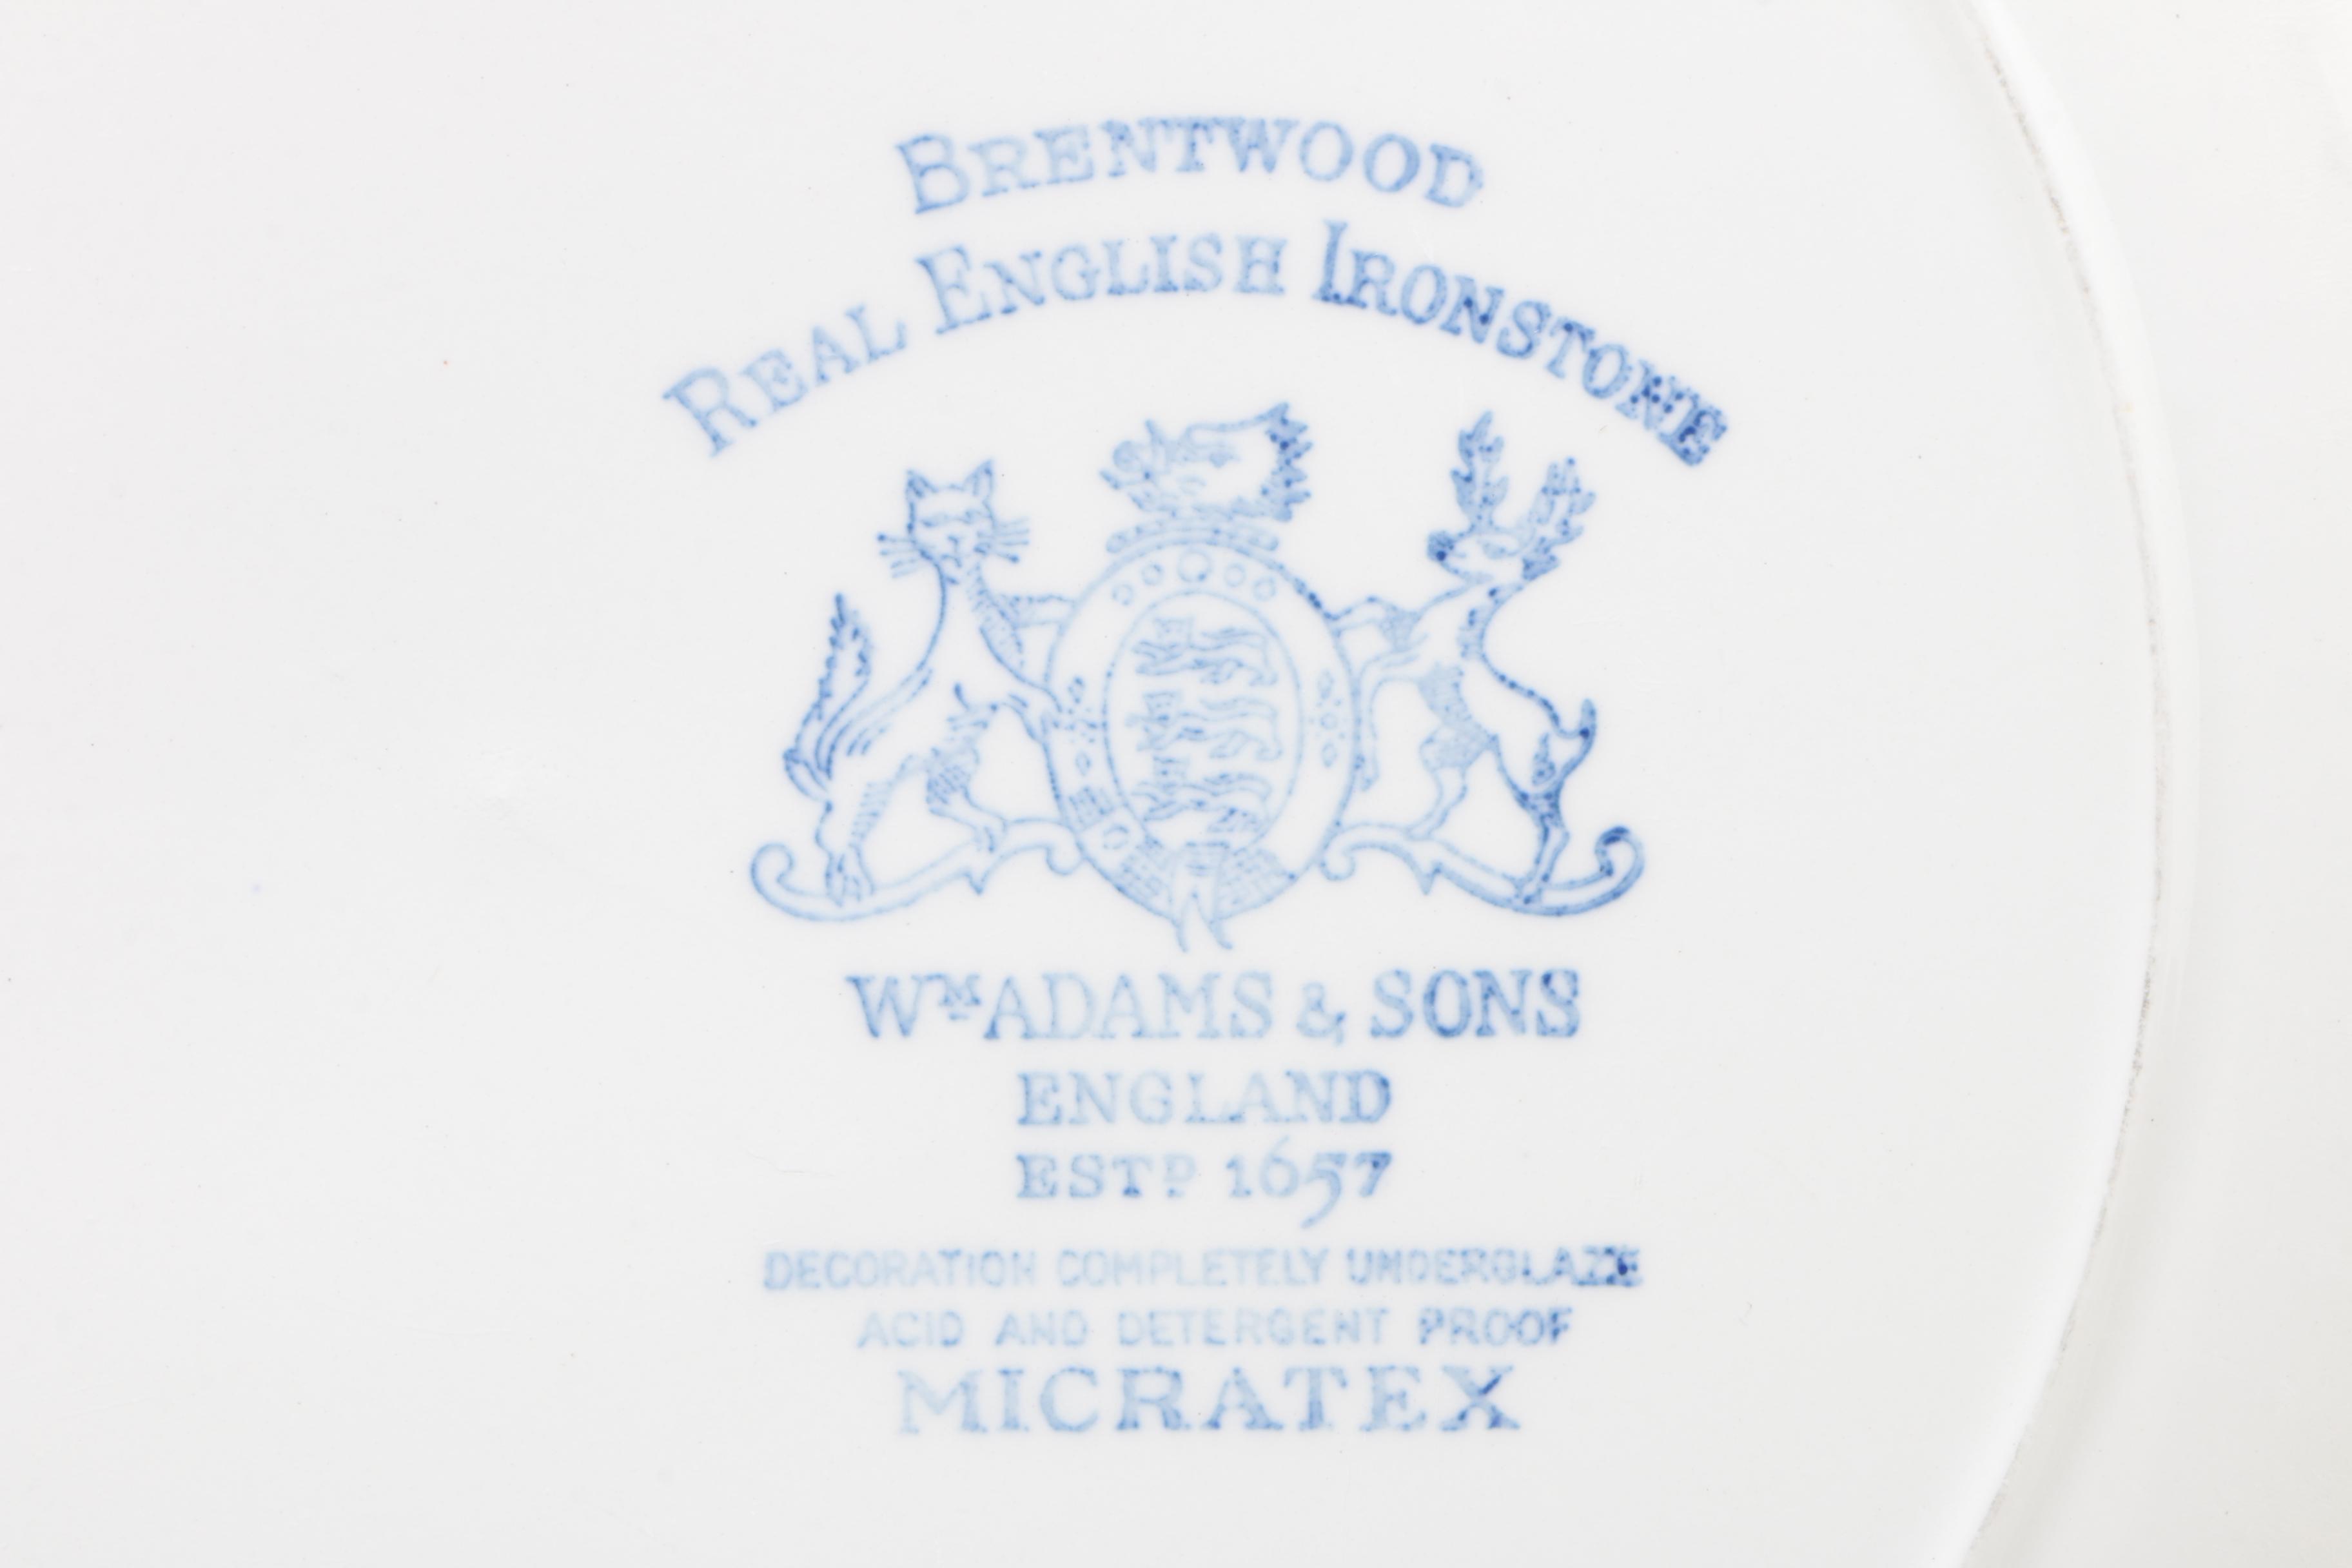 BRENTWOOD
REAL ENGLISH IRONSTONE
WM ADAMS & SONS
ENGLAND
ESTD 1657
DECORATION COMPLETELY UNDERGLAZE
ACID AND DETERGENT PROOF
MICRATEX